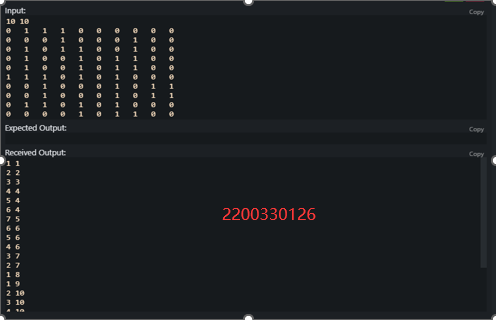 Input:
Copy
10 10
0 1 1 1 0 0 0 0 0 0
0 0 0 1 0 0 0 1 0 0
0 1 0 1 1 0 1 1 0 0
0 1 0 0 1 0 1 1 0 0
0 1 0 0 1 0 1 1 0 0
1 1 1 0 1 0 1 0 0 0
0 0 1 0 0 0 1 0 1 1
0 0 1 0 0 0 1 0 1 1
0 1 1 0 1 0 1 0 0 0
0 0 0 0 1 0 1 1 0 0
Expected Output:
Copy
Received Output:
Copy
1 1
2 2
3 3
4 4
5 4
6 4
7 5
6 6
5 6
4 6
3 7
2 7
1 8
1 9
2 10
3 10
4 10
2200330126